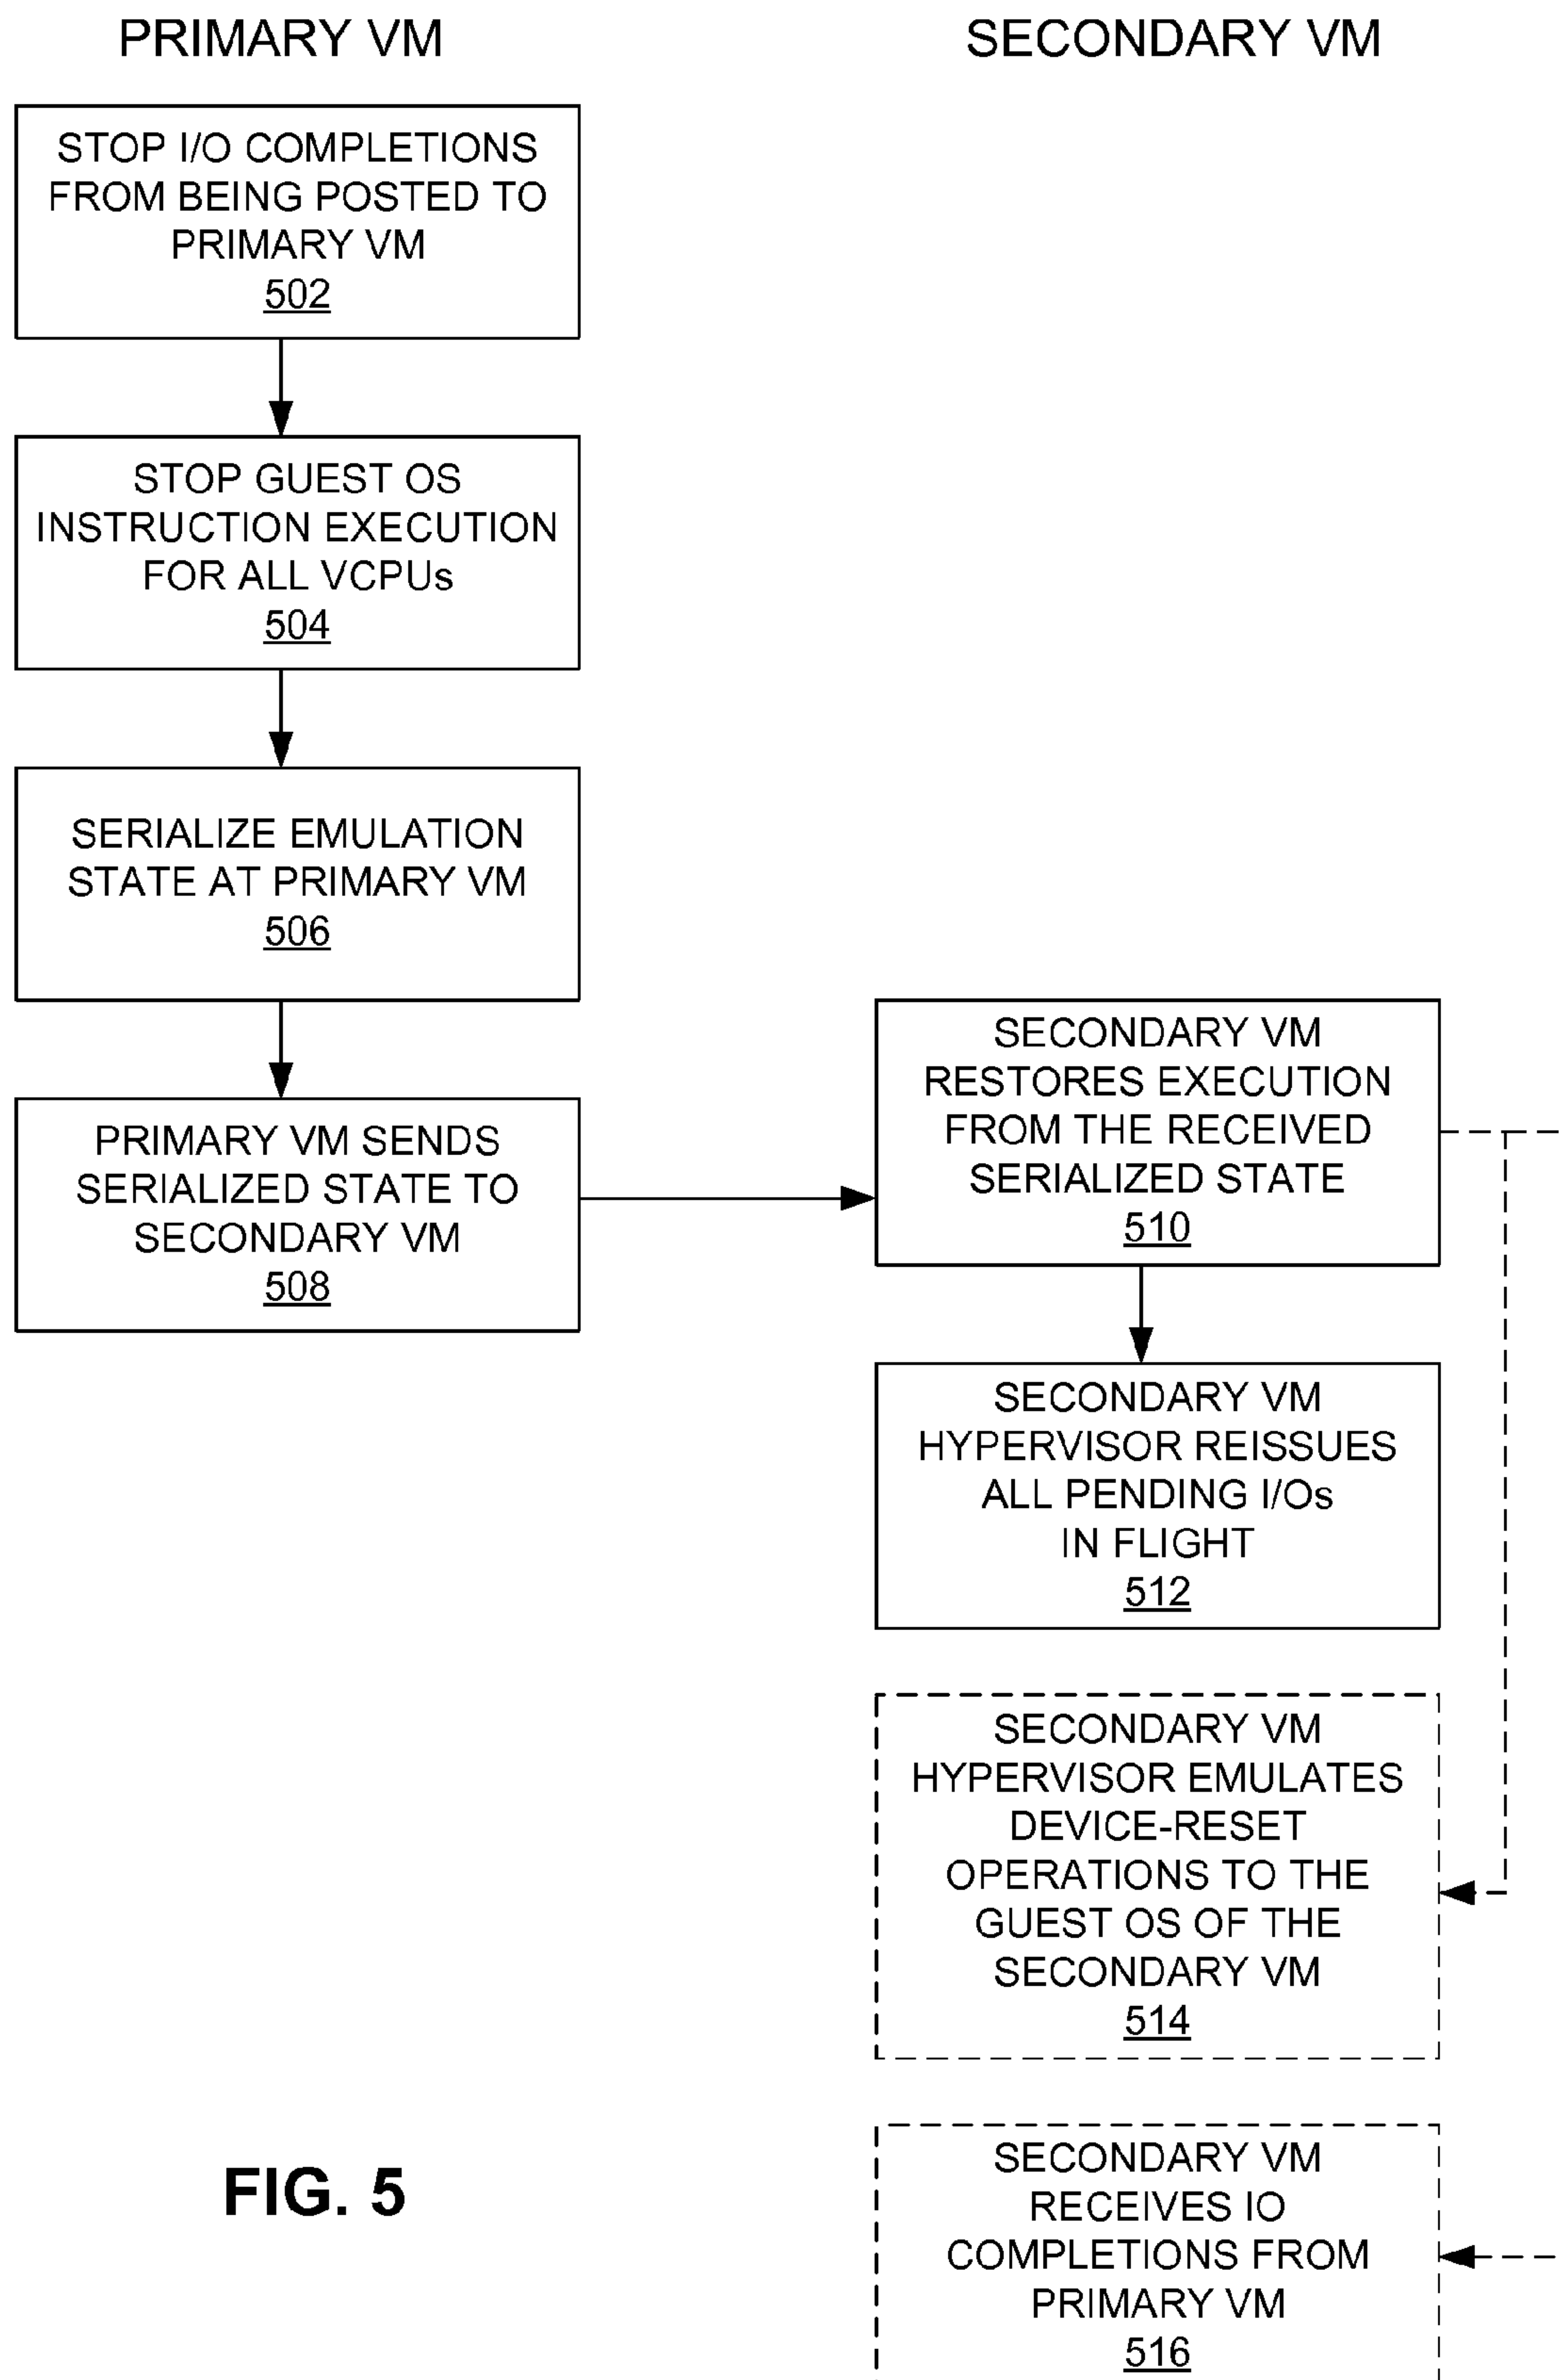 PRIMARY VM
SECONDARY VM
STOP I/O COMPLETIONS
FROM BEING POSTED TO
PRIMARY VM
502
STOP GUEST OS
INSTRUCTION EXECUTION
FOR ALL VCPUs
504
SERIALIZE EMULATION
STATE AT PRIMARY VM
506
PRIMARY VM SENDS
SERIALIZED STATE TO
SECONDARY VM
508
SECONDARY VM
RESTORES EXECUTION
FROM THE RECEIVED
SERIALIZED STATE
510
SECONDARY VM
HYPERVISOR REISSUES
ALL PENDING I/Os
IN FLIGHT
512
SECONDARY VM
HYPERVISOR EMULATES
DEVICE-RESET
OPERATIONS TO THE
GUEST OS OF THE
SECONDARY VM
514
SECONDARY VM
RECEIVES IO
COMPLETIONS FROM
PRIMARY VM
516
FIG. 5